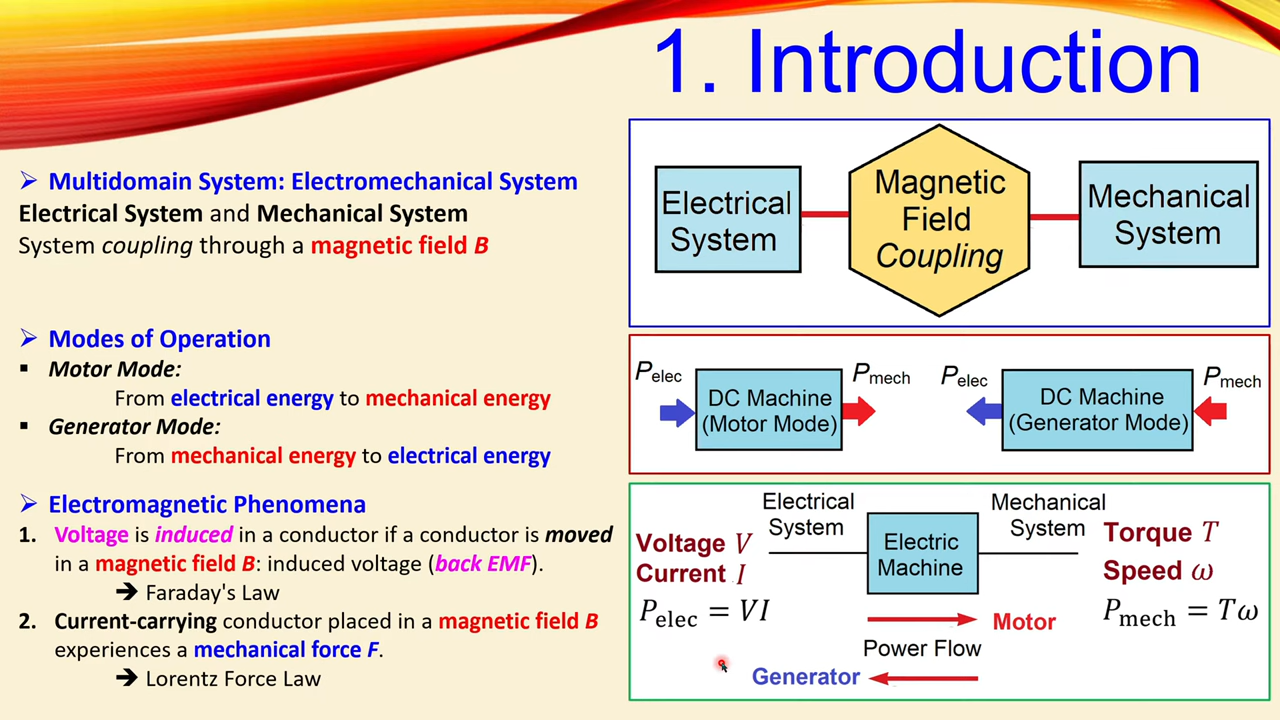 1. Introduction
➢ Multidomain System: Electromechanical System
Electrical System and Mechanical System
System coupling through a magnetic field B
➢ Modes of Operation
▪ Motor Mode:
From electrical energy to mechanical energy
▪ Generator Mode:
From mechanical energy to electrical energy
➢ Electromagnetic Phenomena
1. Voltage is induced in a conductor if a conductor is moved
in a magnetic field B: induced voltage (back EMF).
➔ Faraday's Law
2. Current-carrying conductor placed in a magnetic field B
experiences a mechanical force F.
➔ Lorentz Force Law
Electrical
System
Magnetic
Field
Coupling
Mechanical
System
Pelec
DC Machine
(Motor Mode)
Pmech
Pelec
DC Machine
(Generator Mode)
Pmech
Electrical
System
Voltage V
Current I
Pelec = VI
Electric
Machine
Mechanical
System
Torque T
Speed ω
Pmech = Tω
Motor
Power Flow
Generator